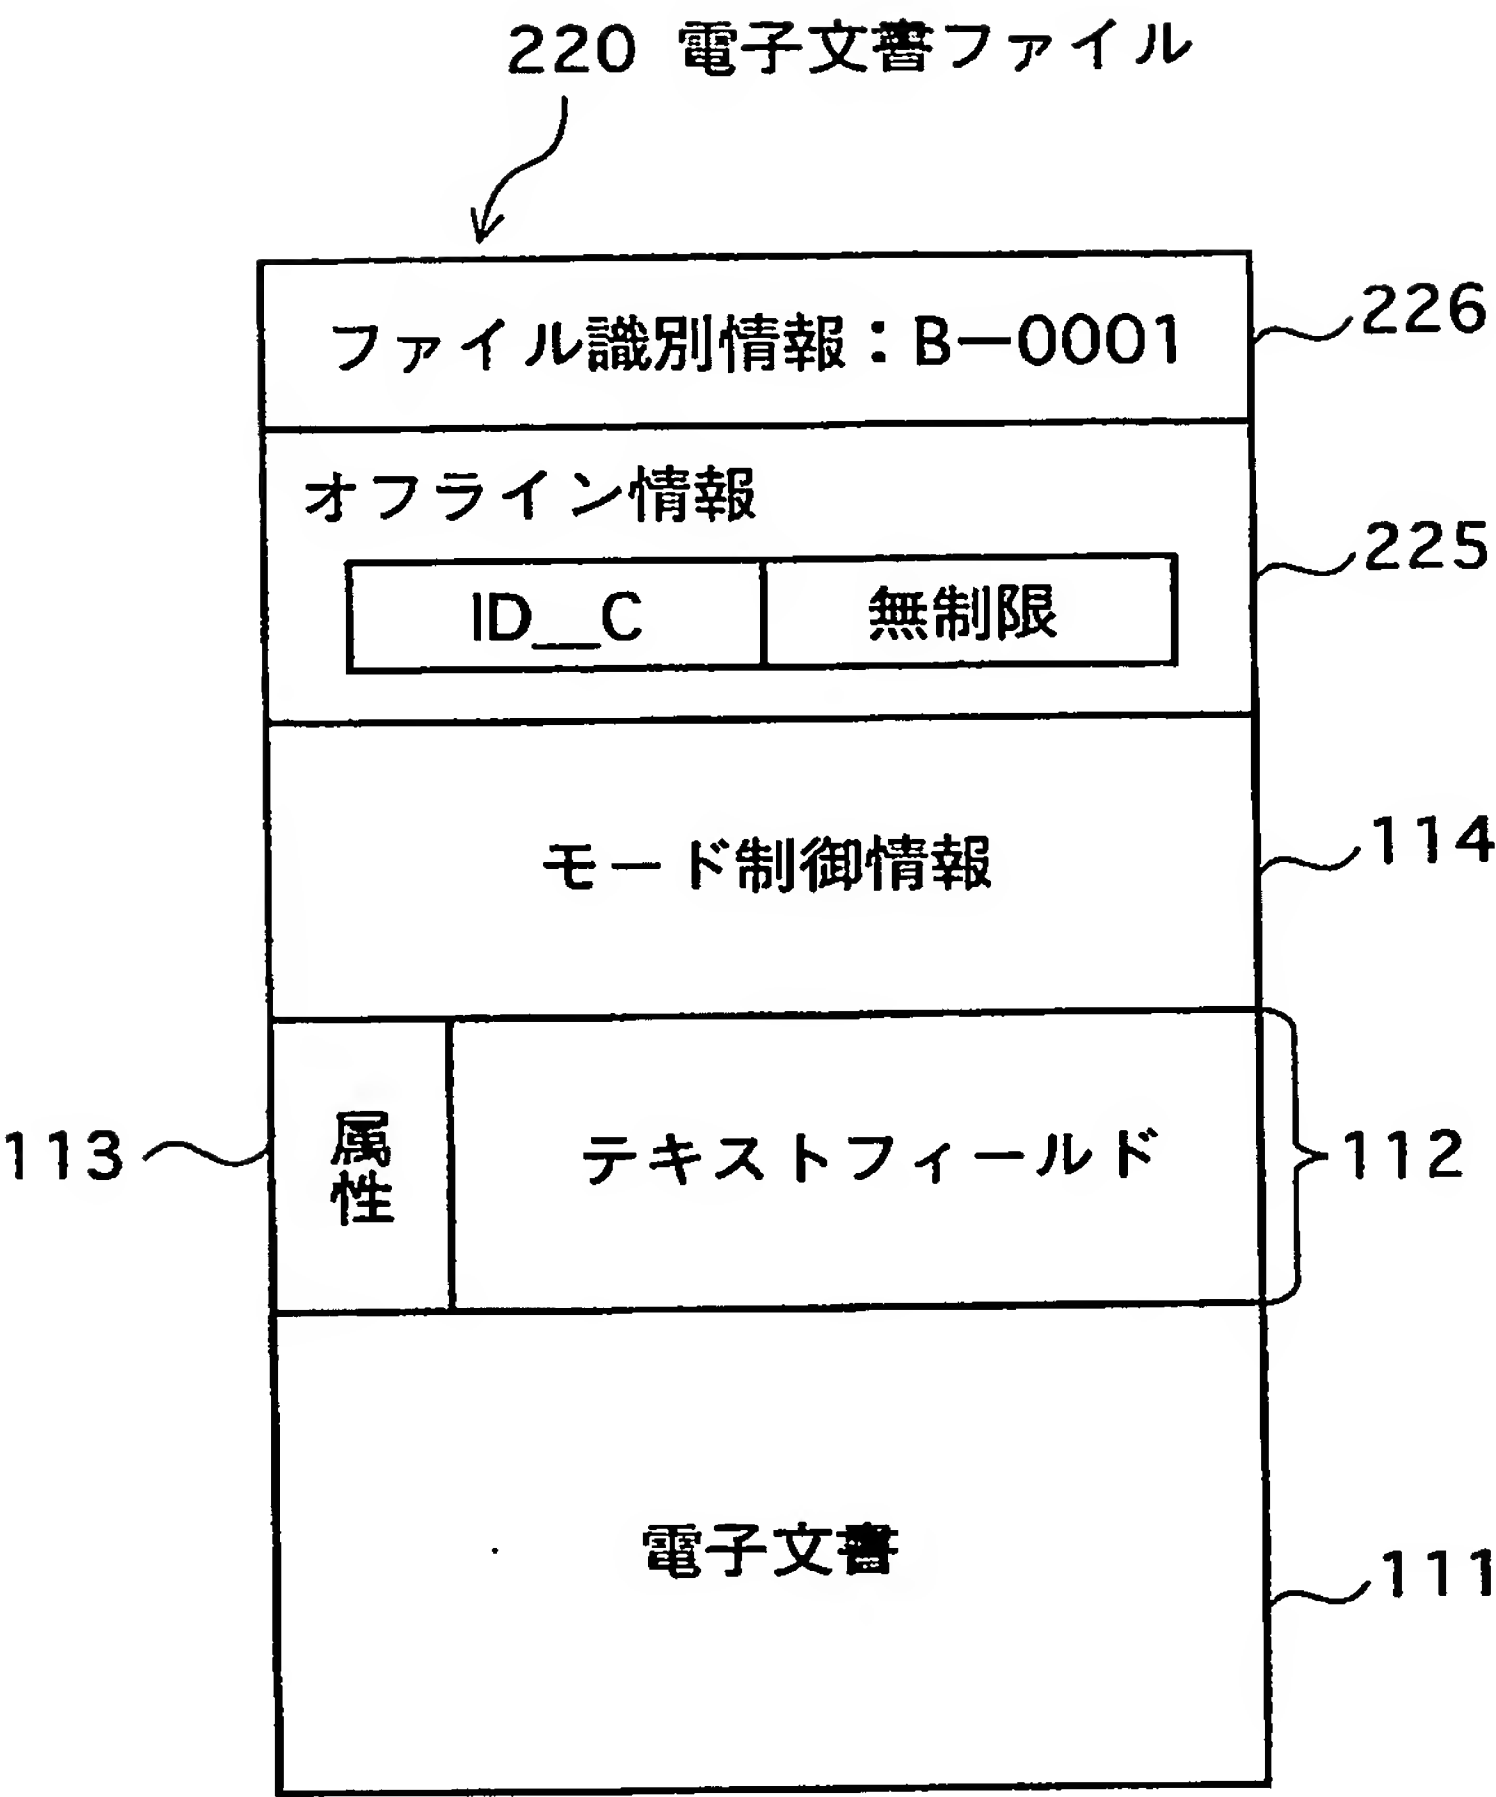 220 電子文書ファイル
ファイル識別情報：B－0001
226
オフライン情報
225
ID__C
無制限
モード制御情報
114
113
属性
テキストフィールド
112
電子文書
111